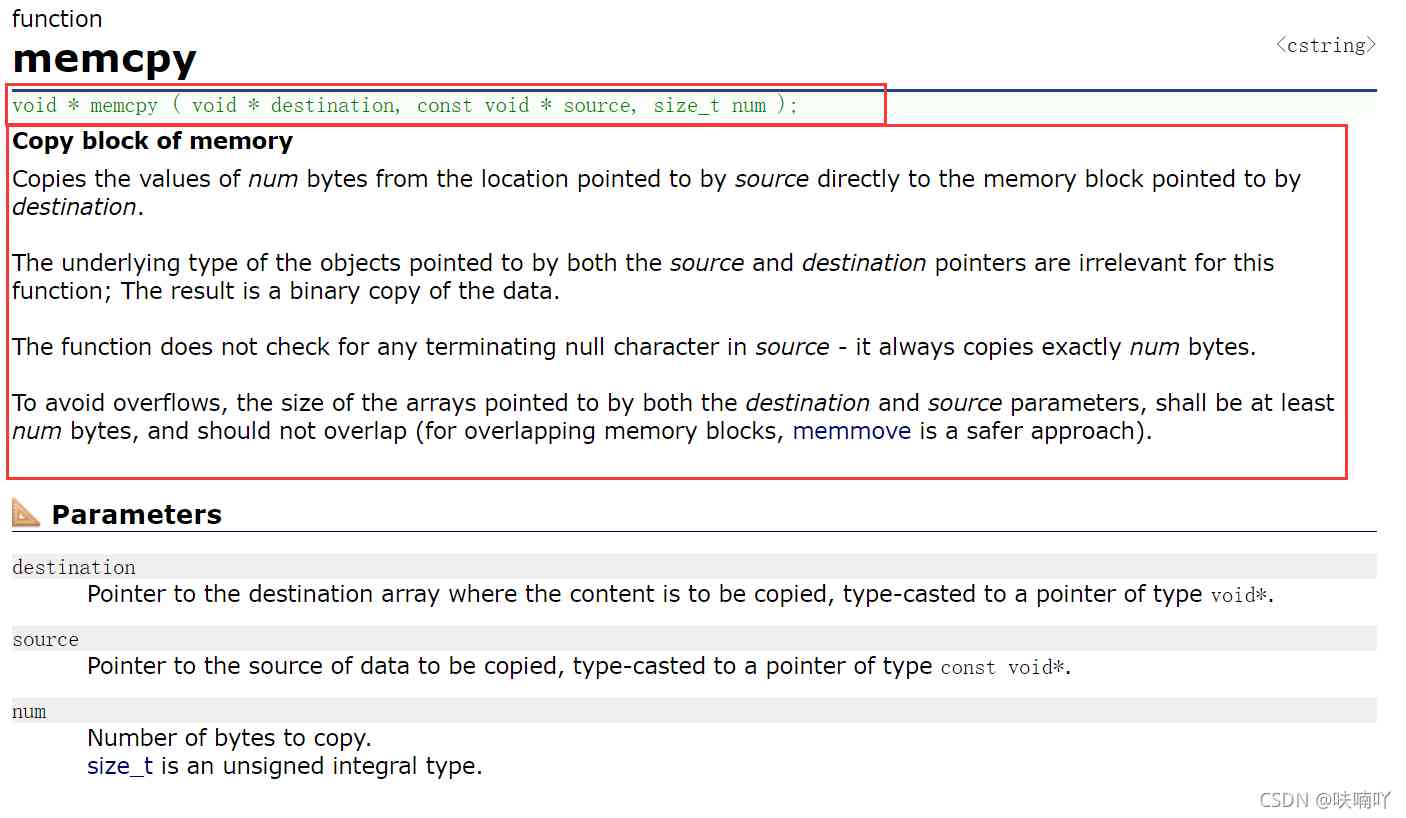 function
memcpy
<cstring>
void * memcpy ( void * destination, const void * source, size_t num );
Copy block of memory
Copies the values of num bytes from the location pointed to by source directly to the memory block pointed to by
destination.
The underlying type of the objects pointed to by both the source and destination pointers are irrelevant for this
function; The result is a binary copy of the data.
The function does not check for any terminating null character in source - it always copies exactly num bytes.
To avoid overflows, the size of the arrays pointed to by both the destination and source parameters, shall be at least
num bytes, and should not overlap (for overlapping memory blocks, memmove is a safer approach).
Parameters
destination
Pointer to the destination array where the content is to be copied, type-casted to a pointer of type void*.
source
Pointer to the source of data to be copied, type-casted to a pointer of type const void*.
num
Number of bytes to copy.
size_t is an unsigned integral type.
CSDN @呋喃吖